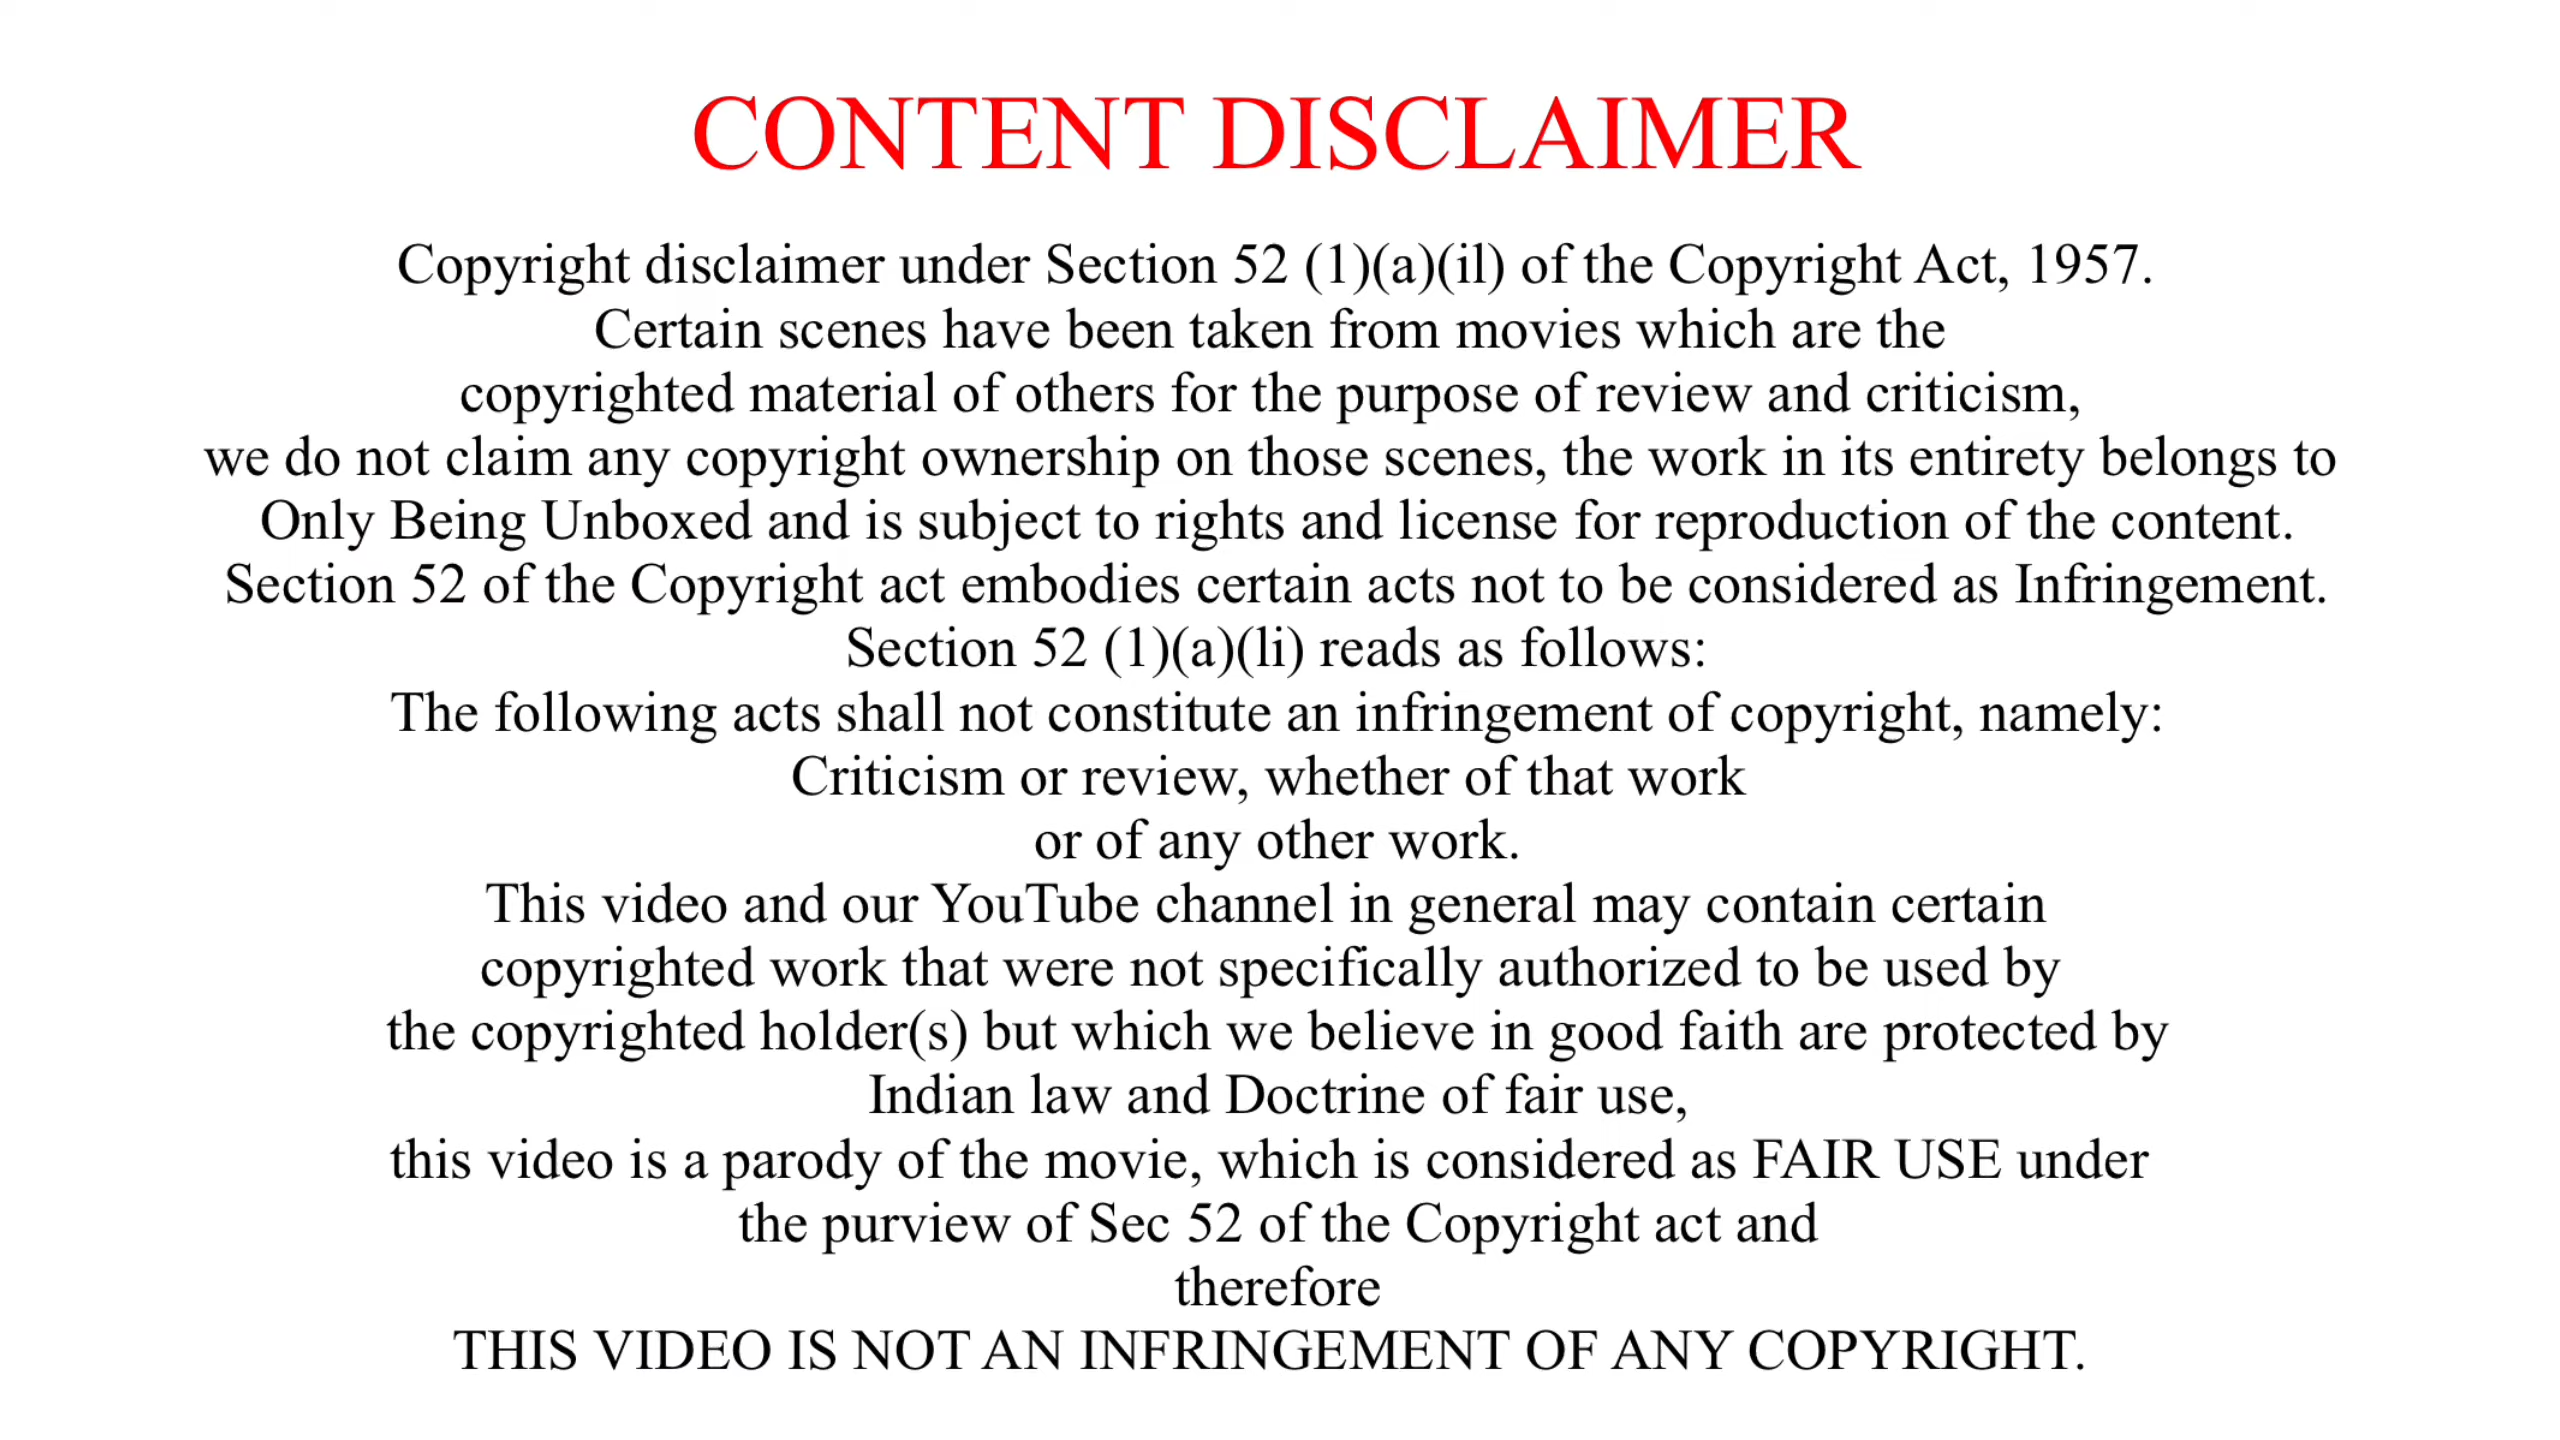 CONTENT DISCLAIMER
Copyright disclaimer under Section 52 (1)(a)(il) of the Copyright Act, 1957.
Certain scenes have been taken from movies which are the
copyrighted material of others for the purpose of review and criticism,
we do not claim any copyright ownership on those scenes, the work in its entirety belongs to
Only Being Unboxed and is subject to rights and license for reproduction of the content.
Section 52 of the Copyright act embodies certain acts not to be considered as Infringement.
Section 52 (1)(a)(li) reads as follows:
The following acts shall not constitute an infringement of copyright, namely:
Criticism or review, whether of that work
or of any other work.
This video and our YouTube channel in general may contain certain
copyrighted work that were not specifically authorized to be used by
the copyrighted holder(s) but which we believe in good faith are protected by
Indian law and Doctrine of fair use,
this video is a parody of the movie, which is considered as FAIR USE under
the purview of Sec 52 of the Copyright act and
therefore
THIS VIDEO IS NOT AN INFRINGEMENT OF ANY COPYRIGHT.